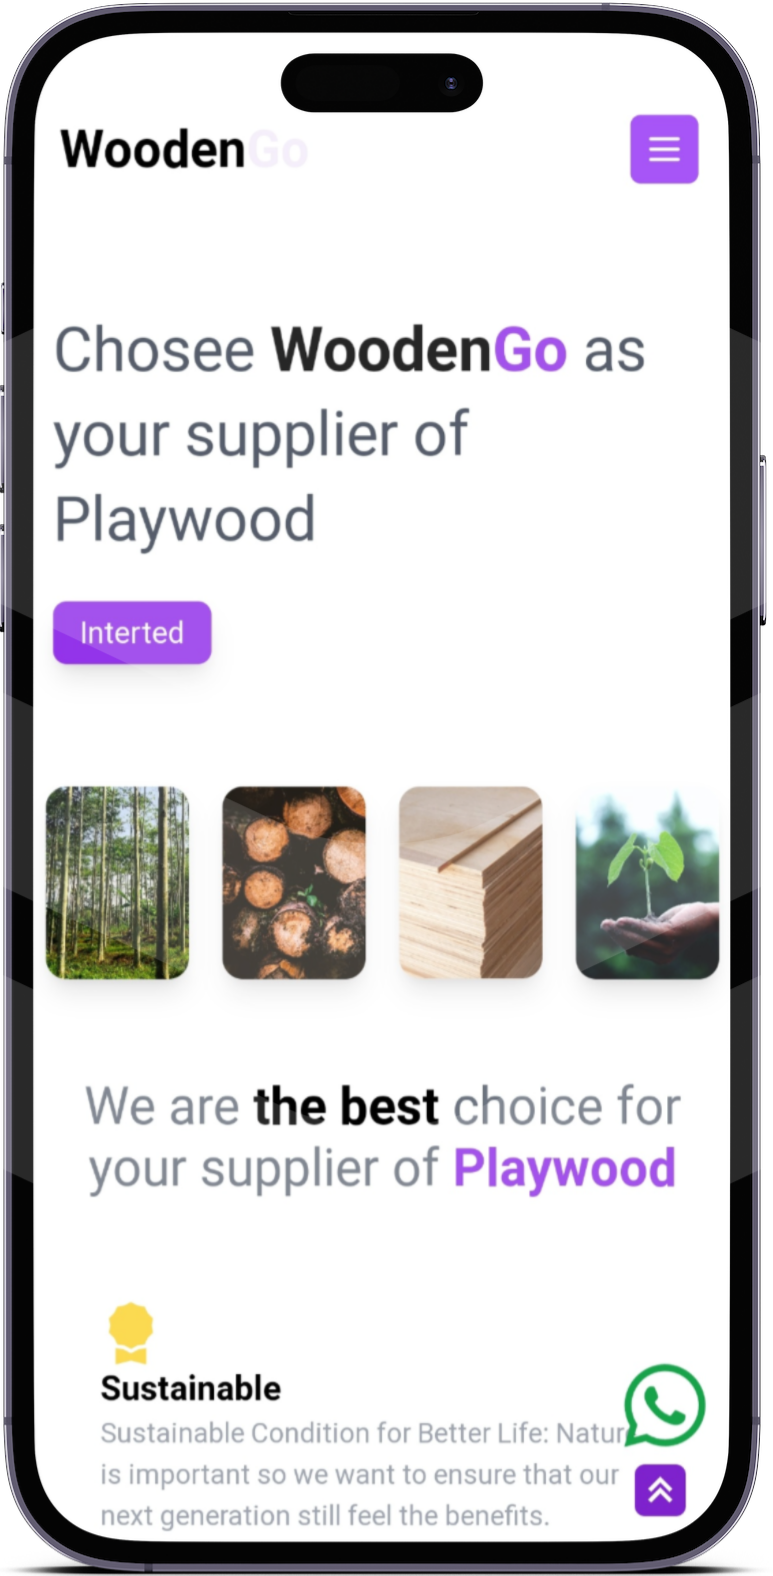 WoodenGo
Chosee WoodenGo as
your supplier of
Playwood
Interted
We are the best choice for
your supplier of Playwood
Sustainable
Sustainable Condition for Better Life: Natur
is important so we want to ensure that our
next generation still feel the benefits.